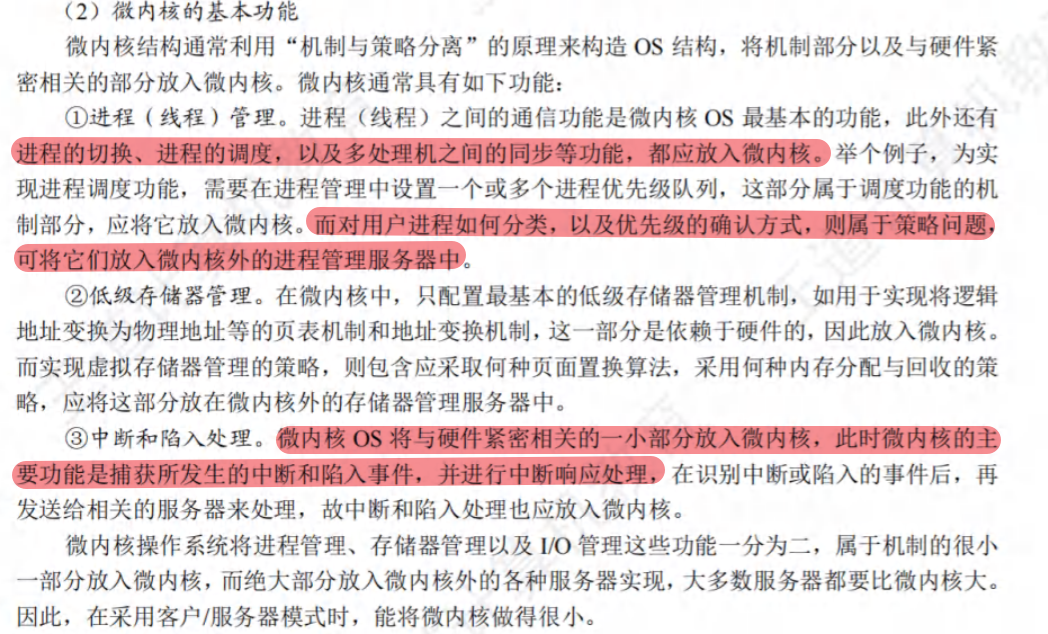 （2）微内核的基本功能
微内核结构通常利用“机制与策略分离”的原理来构造 OS 结构，将机制部分以及与硬件紧
密相关的部分放入微内核。微内核通常具有如下功能：
①进程（线程）管理。进程（线程）之间的通信功能是微内核 OS 最基本的功能，此外还有
进程的切换、进程的调度，以及多处理机之间的同步等功能，都应放入微内核。举个例子，为实
现进程调度功能，需要在进程管理中设置一个或多个进程优先级队列，这部分属于调度功能的机
制部分，应将它放入微内核。而对用户进程如何分类，以及优先级的确认方式，则属于策略问题，
可将它们放入微内核外的进程管理服务器中。
②低级存储器管理。在微内核中，只配置最基本的低级存储器管理机制，如用于实现将逻辑
地址变换为物理地址等的页表机制和地址变换机制，这一部分是依赖于硬件的，因此放入微内核。
而实现虚拟存储器管理的策略，则包含应采取何种页面置换算法，采用何种内存分配与回收的策
略，应将这部分放在微内核外的存储器管理服务器中。
③中断和陷入处理。微内核 OS 将与硬件紧密相关的一小部分放入微内核，此时微内核的主
要功能是捕获所发生的中断和陷入事件，并进行中断响应处理，在识别中断或陷入的事件后，再
发送给相关的服务器来处理，故中断和陷入处理也应放入微内核。
微内核操作系统将进程管理、存储器管理以及 I/O 管理这些功能一分为二，属于机制的很小
一部分放入微内核，而绝大部分放入微内核外的各种服务器实现，大多数服务器都要比微内核大。
因此，在采用客户/服务器模式时，能将微内核做得很小。